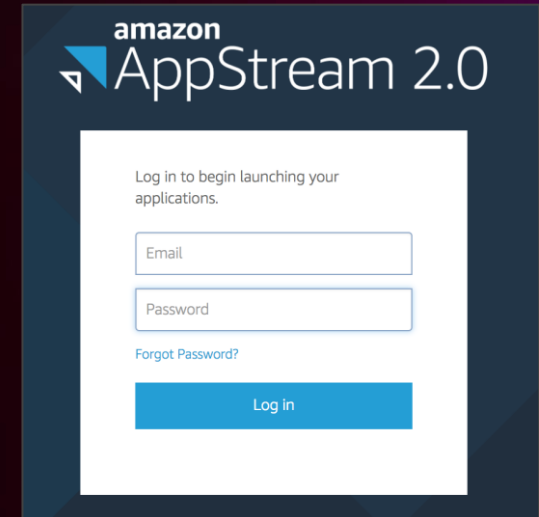 amazon
AppStream 2.0
Log in to begin launching your
applications.
Email
Password
Forgot Password?
Log in